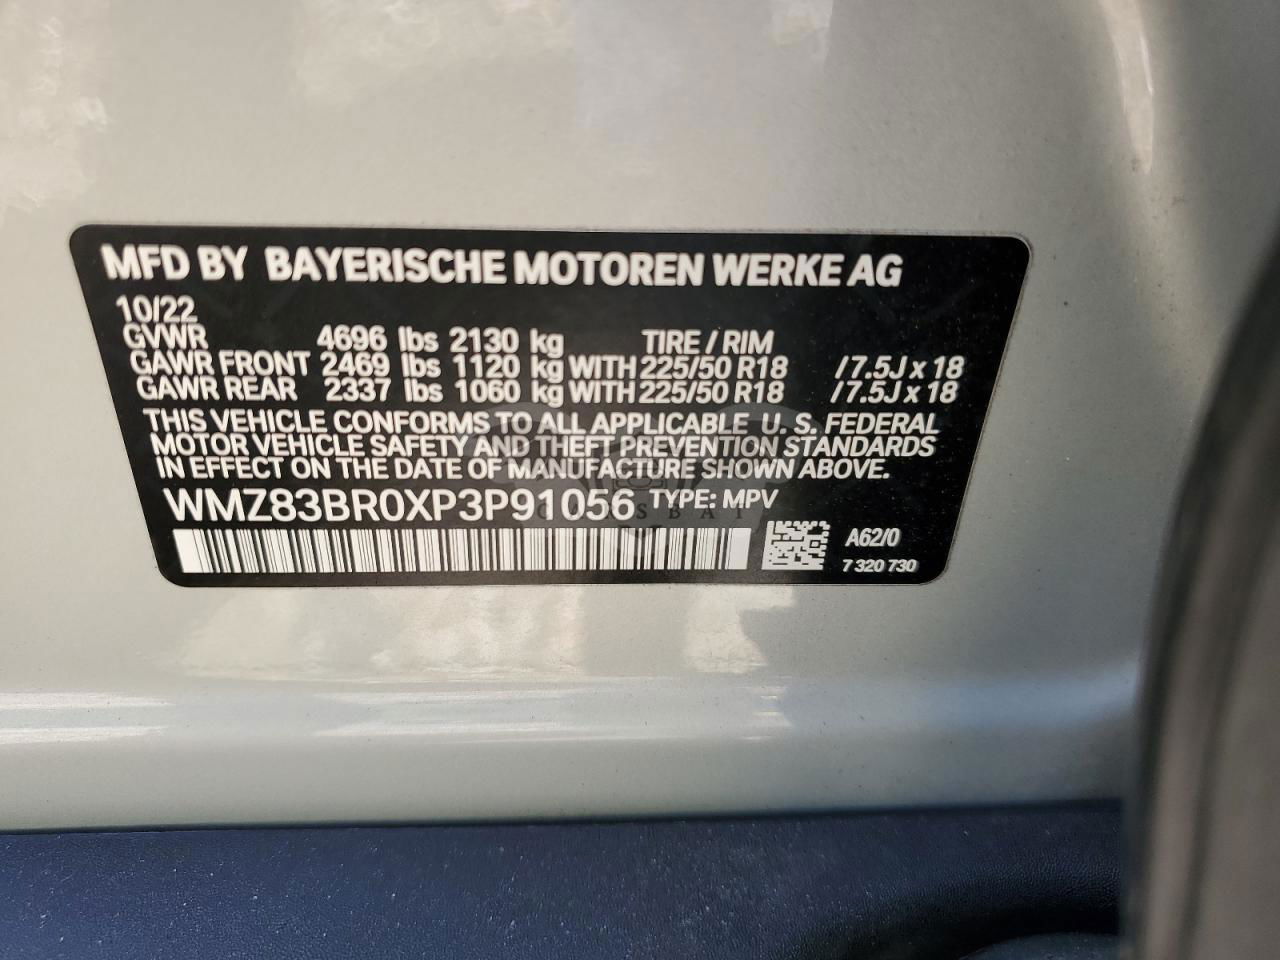 MFD BY BAYERISCHE MOTOREN WERKE AG
10/22
GVWR 4696 lbs 2130 kg TIRE / RIM
GAWR FRONT 2469 lbs 1120 kg WITH 225/50 R18 / 7.5J x 18
GAWR REAR 2337 lbs 1060 kg WITH 225/50 R18 / 7.5J x 18
THIS VEHICLE CONFORMS TO ALL APPLICABLE U. S. FEDERAL
MOTOR VEHICLE SAFETY AND THEFT PREVENTION STANDARDS
IN EFFECT ON THE DATE OF MANUFACTURE SHOWN ABOVE.
WMZ83BR0XP3P91056 TYPE: MPV
A62/0
7 320 730